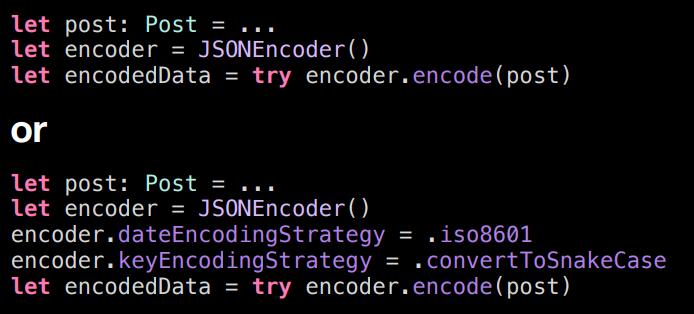 let post: Post = ...
let encoder = JSONEncoder()
let encodedData = try encoder.encode(post)
or
let post: Post = ...
let encoder = JSONEncoder()
encoder.dateEncodingStrategy = .iso8601
encoder.keyEncodingStrategy = .convertToSnakeCase
let encodedData = try encoder.encode(post)